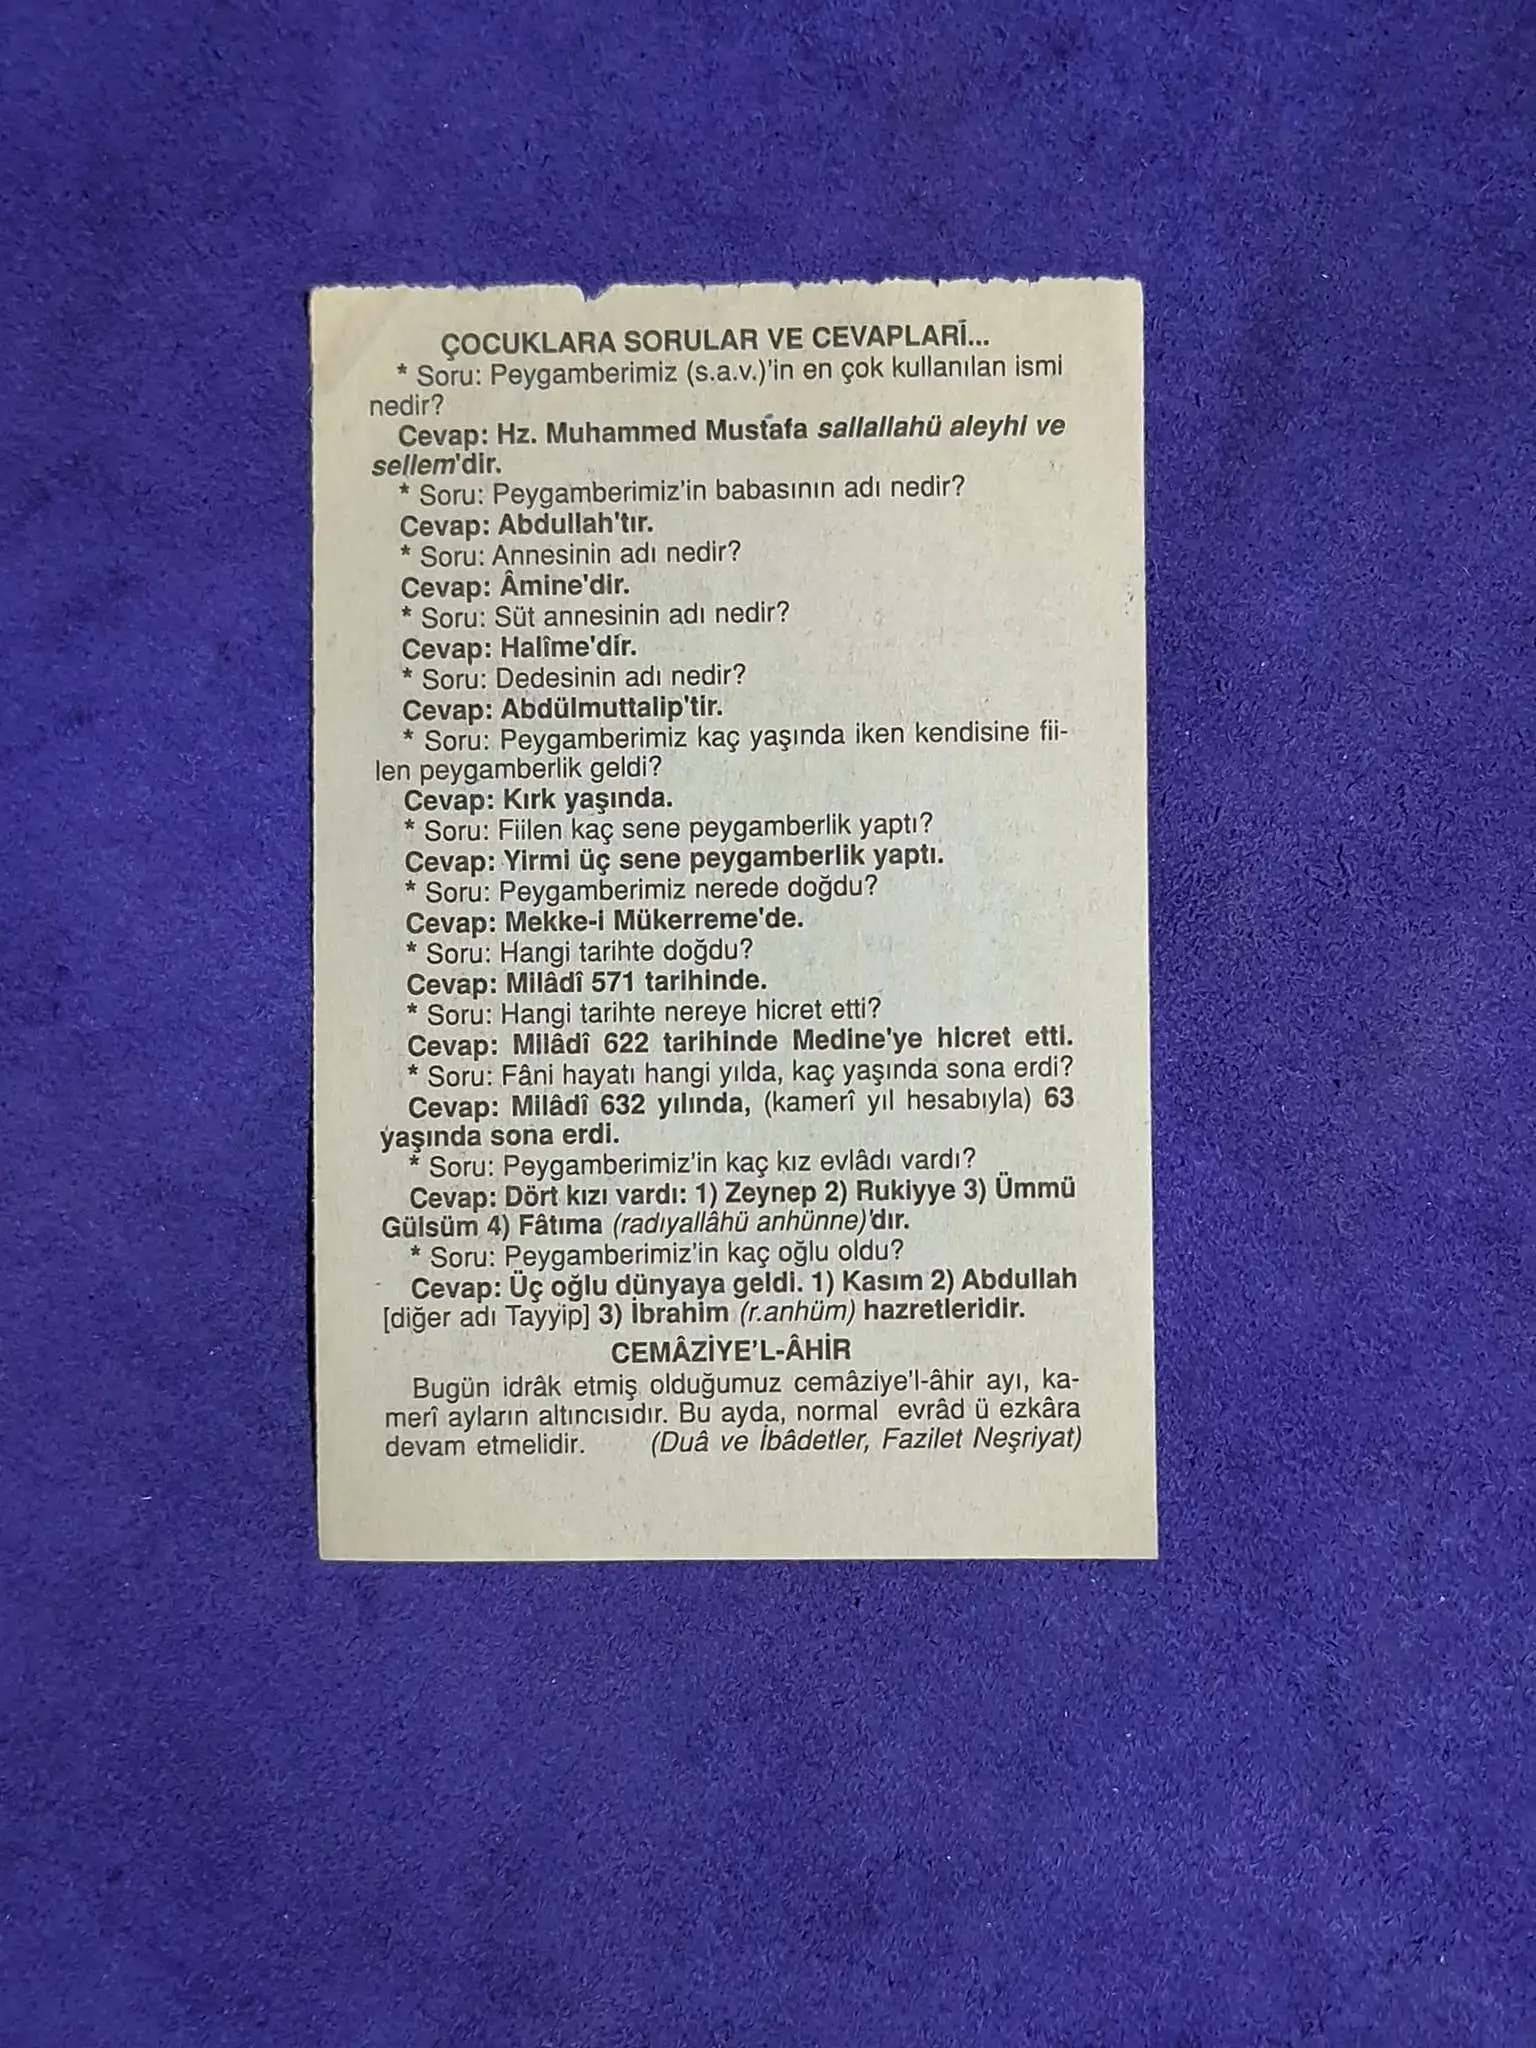 ÇOCUKLARA SORULAR VE CEVAPLARI...
* Soru: Peygamberimiz (s.a.v.)'in en çok kullanılan ismi
nedir?
Cevap: Hz. Muhammed Mustafa sallallahü aleyhi ve
sellem'dir.
* Soru: Peygamberimiz'in babasının adı nedir?
Cevap: Abdullah'tır.
* Soru: Annesinin adı nedir?
Cevap: Âmine'dir.
* Soru: Süt annesinin adı nedir?
Cevap: Halîme'dir.
* Soru: Dedesinin adı nedir?
Cevap: Abdülmuttalip'tir.
* Soru: Peygamberimiz kaç yaşında iken kendisine fii-
len peygamberlik geldi?
Cevap: Kırk yaşında.
* Soru: Fiilen kaç sene peygamberlik yaptı?
Cevap: Yirmi üç sene peygamberlik yaptı.
* Soru: Peygamberimiz nerede doğdu?
Cevap: Mekke-i Mükerreme'de.
* Soru: Hangi tarihte doğdu?
Cevap: Milâdî 571 tarihinde.
* Soru: Hangi tarihte nereye hicret etti?
Cevap: Milâdî 622 tarihinde Medine'ye hicret etti.
* Soru: Fâni hayatı hangi yılda, kaç yaşında sona erdi?
Cevap: Milâdî 632 yılında, (kamerî yıl hesabıyla) 63
yaşında sona erdi.
* Soru: Peygamberimiz'in kaç kız evlâdı vardı?
Cevap: Dört kızı vardı: 1) Zeynep 2) Rukiyye 3) Ümmü
Gülsüm 4) Fâtıma (radıyallâhü anhünne)'dır.
* Soru: Peygamberimiz'in kaç oğlu oldu?
Cevap: Üç oğlu dünyaya geldi. 1) Kasım 2) Abdullah
[diğer adı Tayyip] 3) İbrahim (r.anhüm) hazretleridir.
CEMÂZİYE'L-ÂHİR
Bugün idrâk etmiş olduğumuz cemâziye'l-âhir ayı, ka-
merî ayların altıncısıdır. Bu ayda, normal evrâd ü ezkâra
devam etmelidir. (Duâ ve İbâdetler, Fazilet Neşriyat)